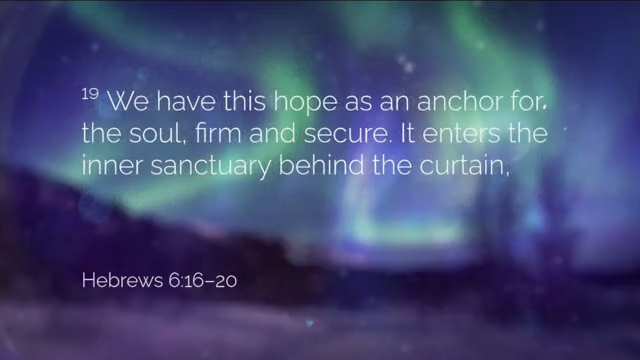 19 We have this hope as an anchor for
the soul, firm and secure. It enters the
inner sanctuary behind the curtain,
Hebrews 6:16–20